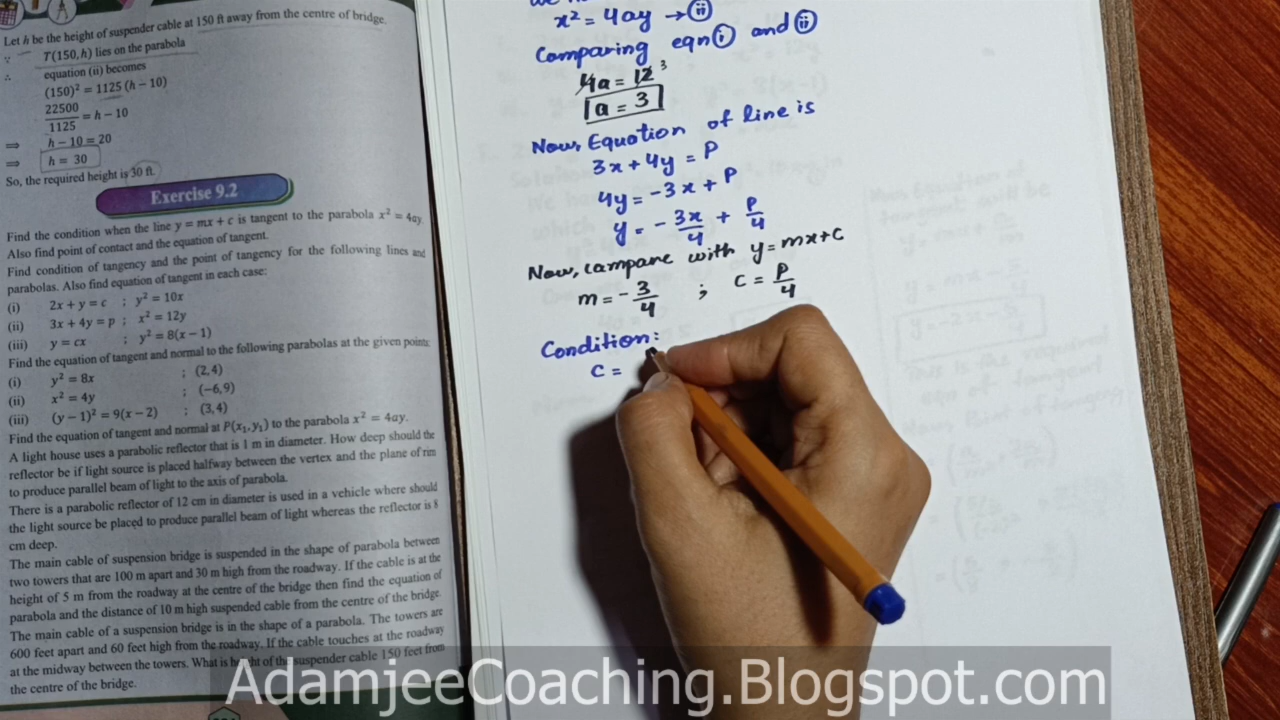 Let h be the height of suspender cable at 150 ft away from the centre of bridge.
∵ T(150, h) lies on the parabola
∴ equation (ii) becomes
(150)² = 1125 (h − 10)
22500/1125 = h − 10
⟹ h − 10 = 20
⟹ h = 30
So, the required height is 30 ft.
Exercise 9.2
Find the condition when the line y = mx + c is tangent to the parabola x² = 4ay.
Also find point of contact and the equation of tangent.
Find condition of tangency and the point of tangency for the following lines and
parabolas. Also find equation of tangent in each case:
(i) 2x + y = c ; y² = 10x
(ii) 3x + 4y = p ; x² = 12y
(iii) y = cx ; y² = 8(x − 1)
Find the equation of tangent and normal to the following parabolas at the given points:
(i) y² = 8x ; (2,4)
(ii) x² = 4y ; (−6,9)
(iii) (y − 1)² = 9(x − 2) ; (3,4)
Find the equation of tangent and normal at P(x₁, y₁) to the parabola x² = 4ay.
A light house uses a parabolic reflector that is 1 m in diameter. How deep should the
reflector be if light source is placed halfway between the vertex and the plane of rim
to produce parallel beam of light to the axis of parabola.
There is a parabolic reflector of 12 cm in diameter is used in a vehicle where should
the light source be placed to produce parallel beam of light whereas the reflector is 8
cm deep.
The main cable of suspension bridge is suspended in the shape of parabola between
two towers that are 100 m apart and 30 m high from the roadway. If the cable is at the
height of 5 m from the roadway at the centre of the bridge then find the equation of
parabola and the distance of 10 m high suspended cable from the centre of the bridge.
The main cable of a suspension bridge is in the shape of a parabola. The towers are
600 feet apart and 60 feet high from the roadway. If the cable touches at the roadway
at the midway between the towers. What is height of the suspender cable 150 feet from
the centre of the bridge.
x² = 4ay → (ii)
Comparing eqn (i) and (ii)
4a = 12 3
a = 3
Now, Equation of line is
3x + 4y = P
4y = -3x + P
y = - 3x/4 + P/4
Now, compare with y = mx + c
m = - 3/4 ; c = P/4
Condition:
c =
AdamjeeCoaching.Blogspot.com